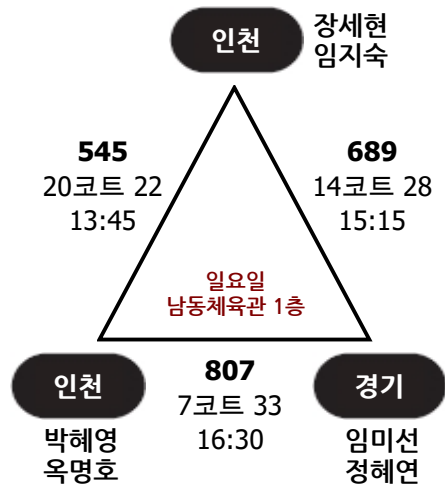 인천
장세현
임지숙
545
20코트 22
13:45
689
14코트 28
15:15
일요일
남동체육관 1층
인천
박혜영
옥명호
807
7코트 33
16:30
경기
임미선
정혜연